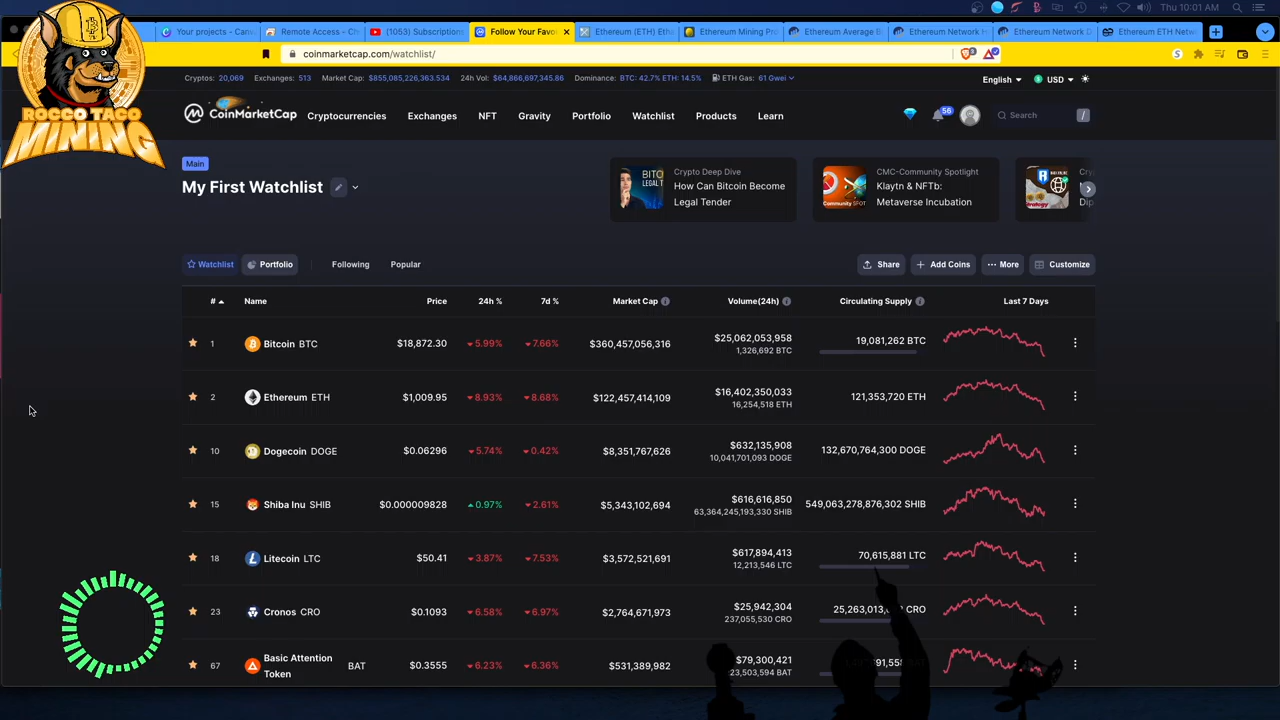 Thu 10:01 AM
Your projects - Canv
Remote Access - Ch
(1053) Subscriptions
Follow Your Favo
Ethereum (ETH) Etha
Ethereum Mining Pro
Ethereum Average B
Ethereum Network H
Ethereum Network D
Ethereum ETH Netw
coinmarketcap.com/watchlist/
ROCCO TACO
MINING
Cryptos: 20,069 Exchanges: 513 Market Cap: $855,085,226,363.534 24h Vol: $64,866,697,345.86 Dominance: BTC: 42.7% ETH: 14.5% ETH Gas: 61 Gwei
English USD
CoinMarketCap Cryptocurrencies Exchanges NFT Gravity Portfolio Watchlist Products Learn 56 Search /
Main
My First Watchlist
Crypto Deep Dive
How Can Bitcoin Become
Legal Tender
CMC-Community Spotlight
Klaytn & NFTb:
Metaverse Incubation
Watchlist Portfolio Following Popular Share + Add Coins ... More Customize
# Name Price 24h % 7d % Market Cap Volume(24h) Circulating Supply Last 7 Days
1 Bitcoin BTC $18,872.30 5.99% 7.66% $360,457,056,316 $25,062,053,958 19,081,262 BTC
1,326,692 BTC
2 Ethereum ETH $1,009.95 8.93% 8.68% $122,457,414,109 $16,402,350,033 121,353,720 ETH
16,254,518 ETH
10 Dogecoin DOGE $0.06296 5.74% 0.42% $8,351,767,626 $632,135,908 132,670,764,300 DOGE
10,041,701,093 DOGE
15 Shiba Inu SHIB $0.000009828 0.97% 2.61% $5,343,102,694 $616,616,850 549,063,278,876,302 SHIB
63,364,245,193,330 SHIB
18 Litecoin LTC $50.41 3.87% 7.53% $3,572,521,691 $617,894,413 70,615,881 LTC
12,213,546 LTC
23 Cronos CRO $0.1093 6.58% 6.97% $2,764,671,973 $25,942,304 25,263,013, CRO
237,055,530 CRO
67 Basic Attention Token BAT $0.3555 6.23% 6.36% $531,389,982 $79,300,421
23,503,594 BAT